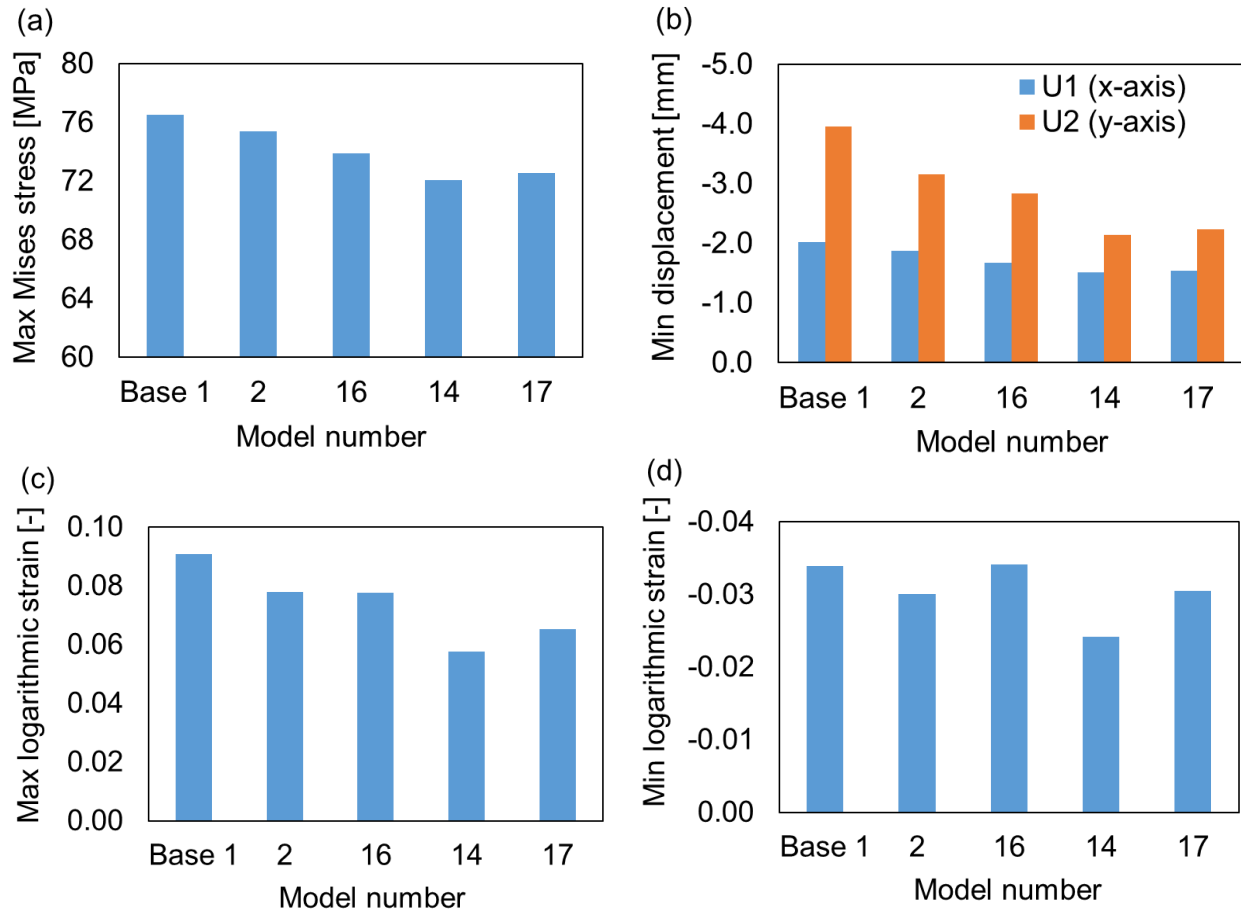 (a)
Max Mises stress [MPa]
80
76
72
68
64
60
Base 1 2 16 14 17
Model number
(b)
Min displacement [mm]
-5.0
-4.0
-3.0
-2.0
-1.0
0.0
U1 (x-axis)
U2 (y-axis)
Base 1 2 16 14 17
Model number
(c)
Max logarithmic strain [-]
0.10
0.08
0.06
0.04
0.02
0.00
Base 1 2 16 14 17
Model number
(d)
Min logarithmic strain [-]
-0.04
-0.03
-0.02
-0.01
0.00
Base 1 2 16 14 17
Model number